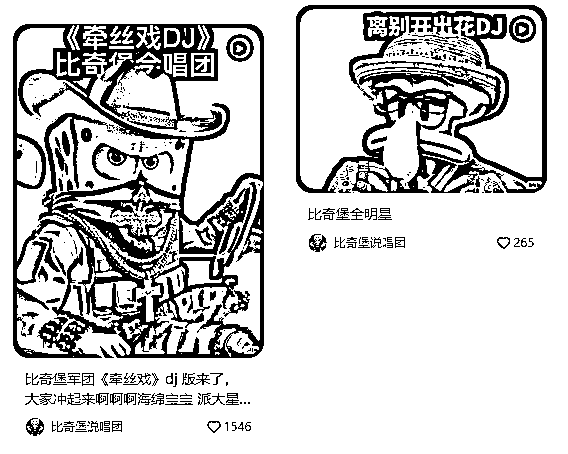 《牵丝戏DJ》
比奇堡合唱团
比奇堡军团《牵丝戏》dj 版来了,
大家冲起来啊啊啊海绵宝宝 派大星...
比奇堡说唱团
1546
离别开出花DJ
比奇堡全明星
比奇堡说唱团
265